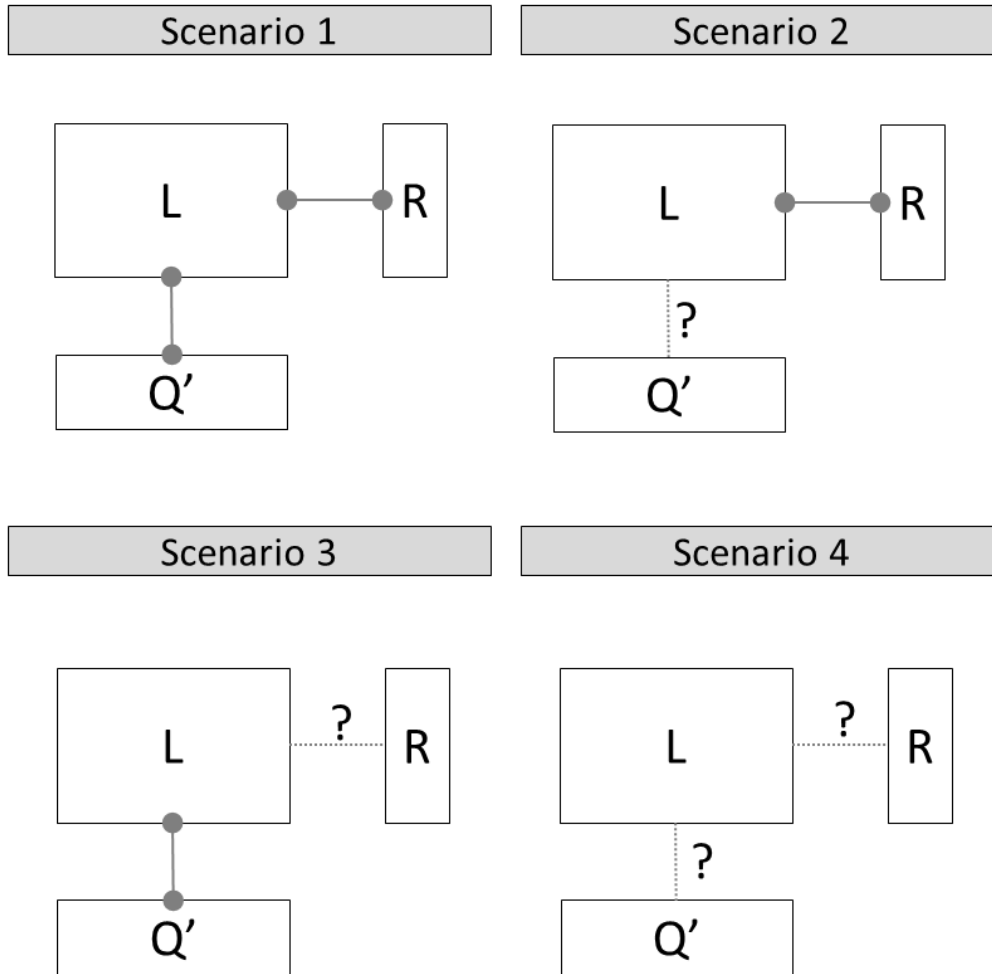 Scenario 1
Scenario 2
L
R
L
R
?
Q’
Q’
Scenario 3
Scenario 4
?
?
L
R
L
R
?
Q’
Q’